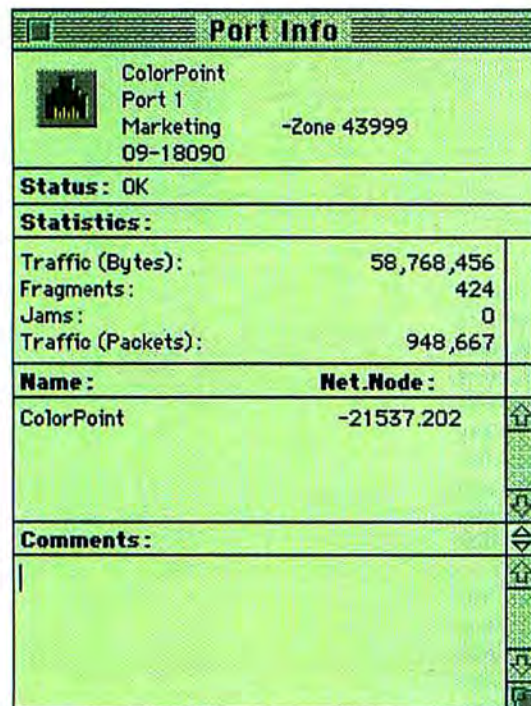 Port Info
ColorPoint
Port 1
Marketing -Zone 43999
09-18090
Status: OK
Statistics:
Traffic (Bytes): 58,768,456
Fragments: 424
Jams: 0
Traffic (Packets): 948,667
Name: Net.Node:
ColorPoint -21537.202
Comments: